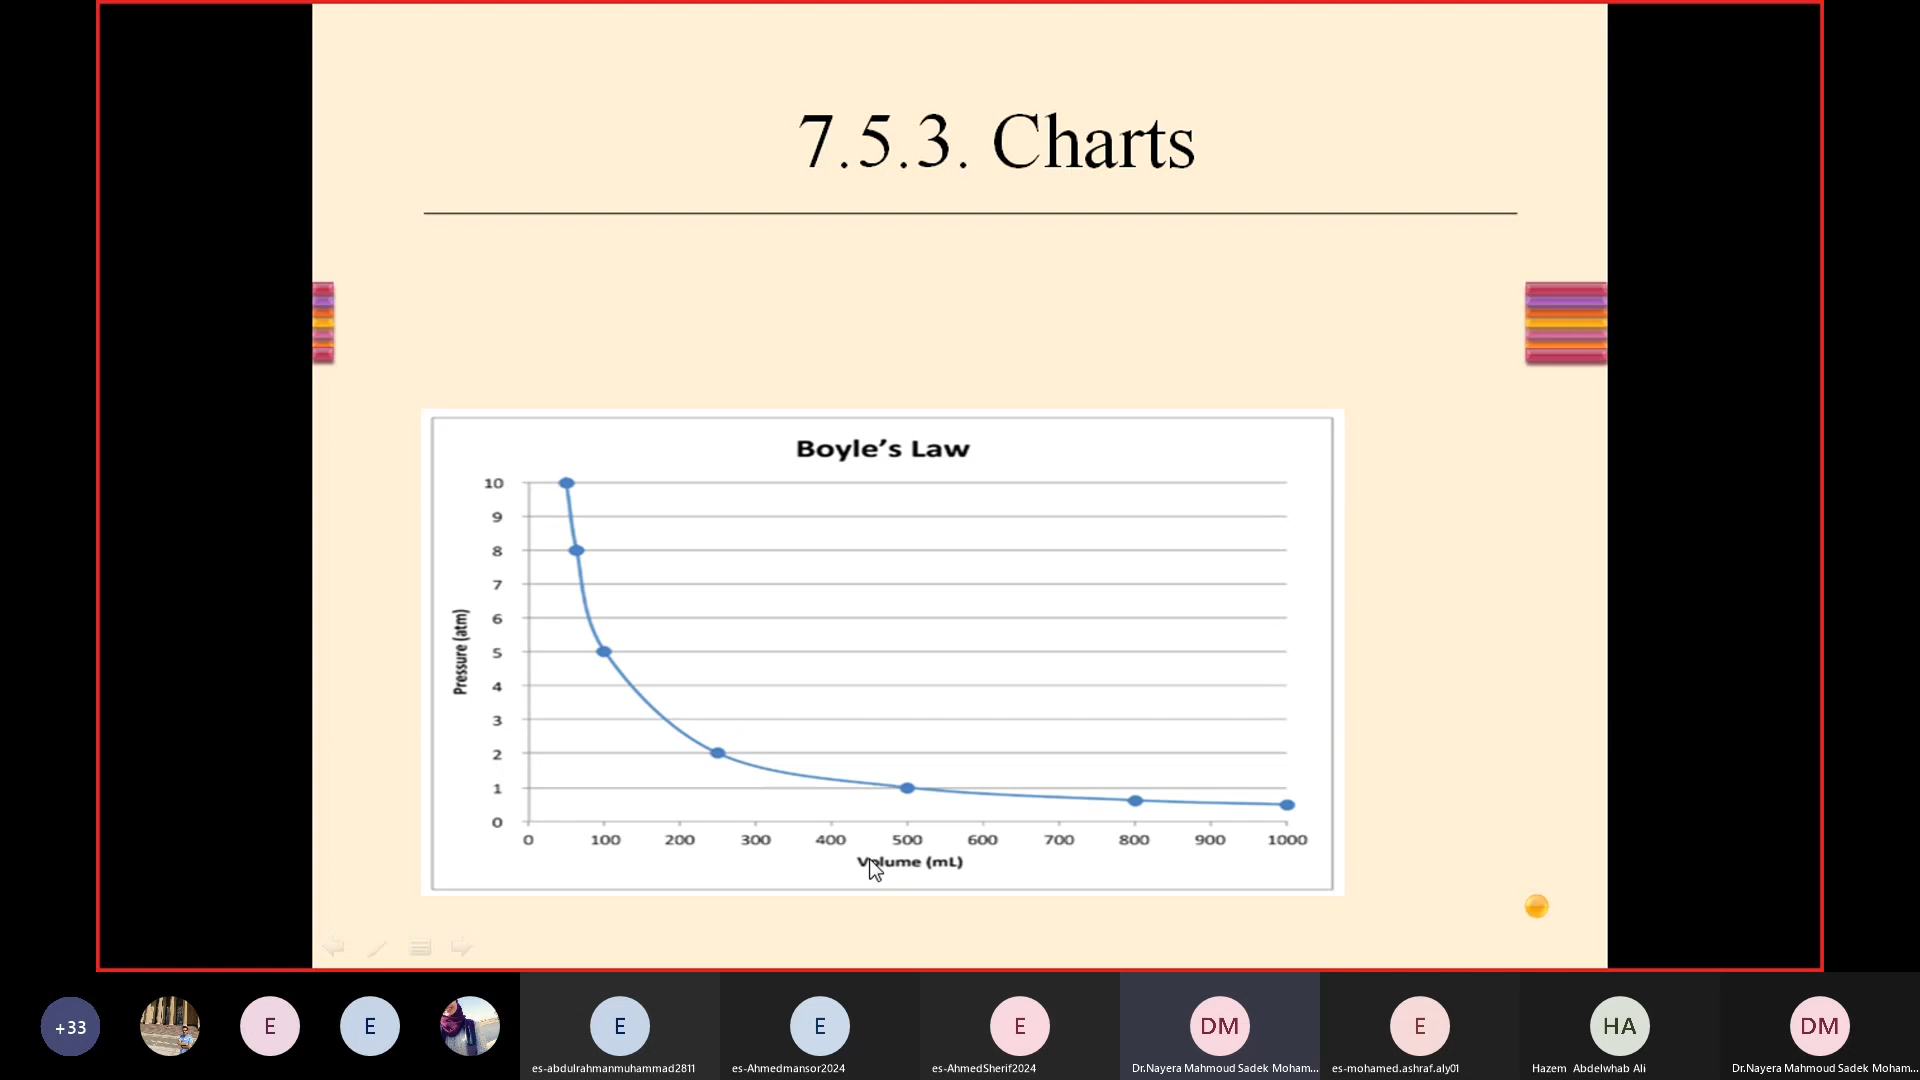 7.5.3. Charts
Boyle’s Law
10
9
8
7
6
5
4
3
2
1
0
Pressure (atm)
0 100 200 300 400 500 600 700 800 900 1000
Volume (mL)
+33 E E E E E DM E HA DM
es-abdulrahmanmuhammad2811 es-Ahmedmansor2024 es-AhmedSherif2024 Dr.Nayera Mahmoud Sadek Moham... es-mohamed.ashraf.aly01 Hazem Abdelwhab Ali Dr.Nayera Mahmoud Sadek Moham...